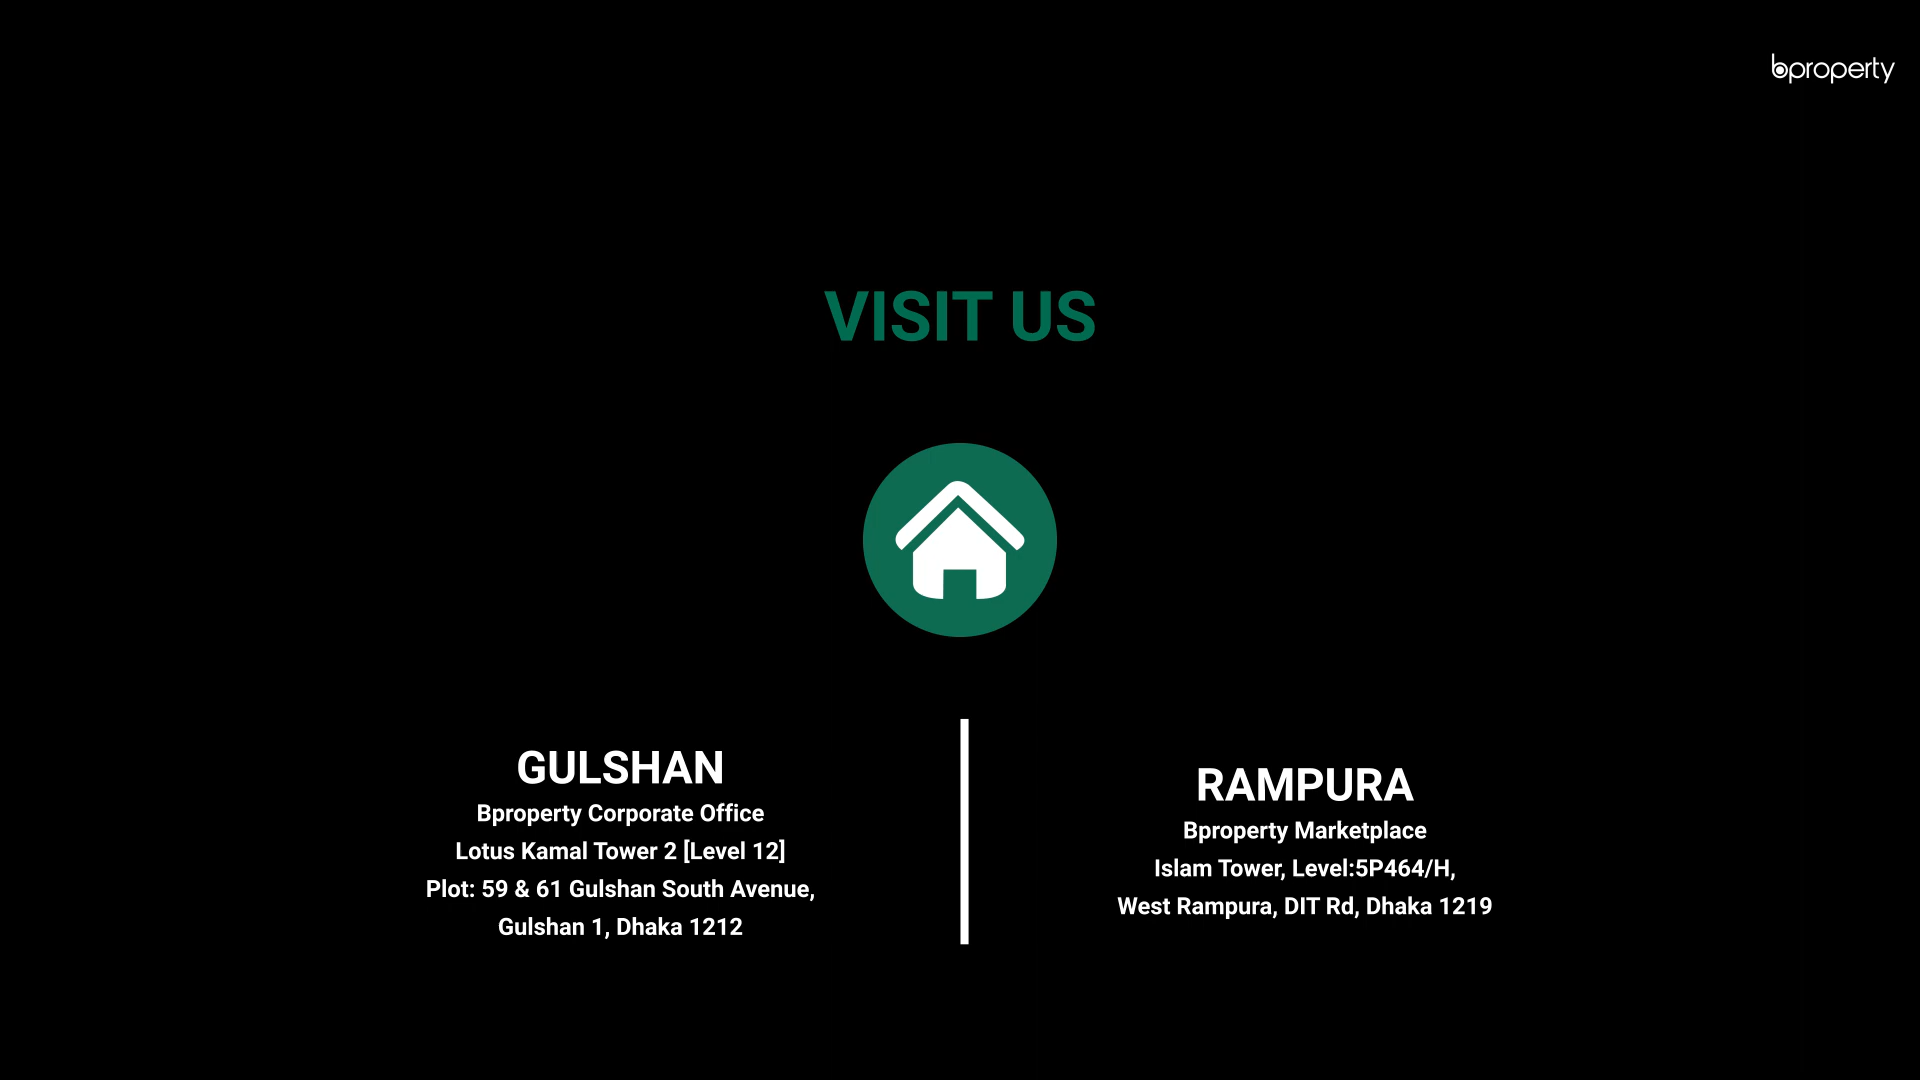 bproperty
VISIT US
GULSHAN
Bproperty Corporate Office
Lotus Kamal Tower 2 [Level 12]
Plot: 59 & 61 Gulshan South Avenue,
Gulshan 1, Dhaka 1212
RAMPURA
Bproperty Marketplace
Islam Tower, Level:5P464/H,
West Rampura, DIT Rd, Dhaka 1219